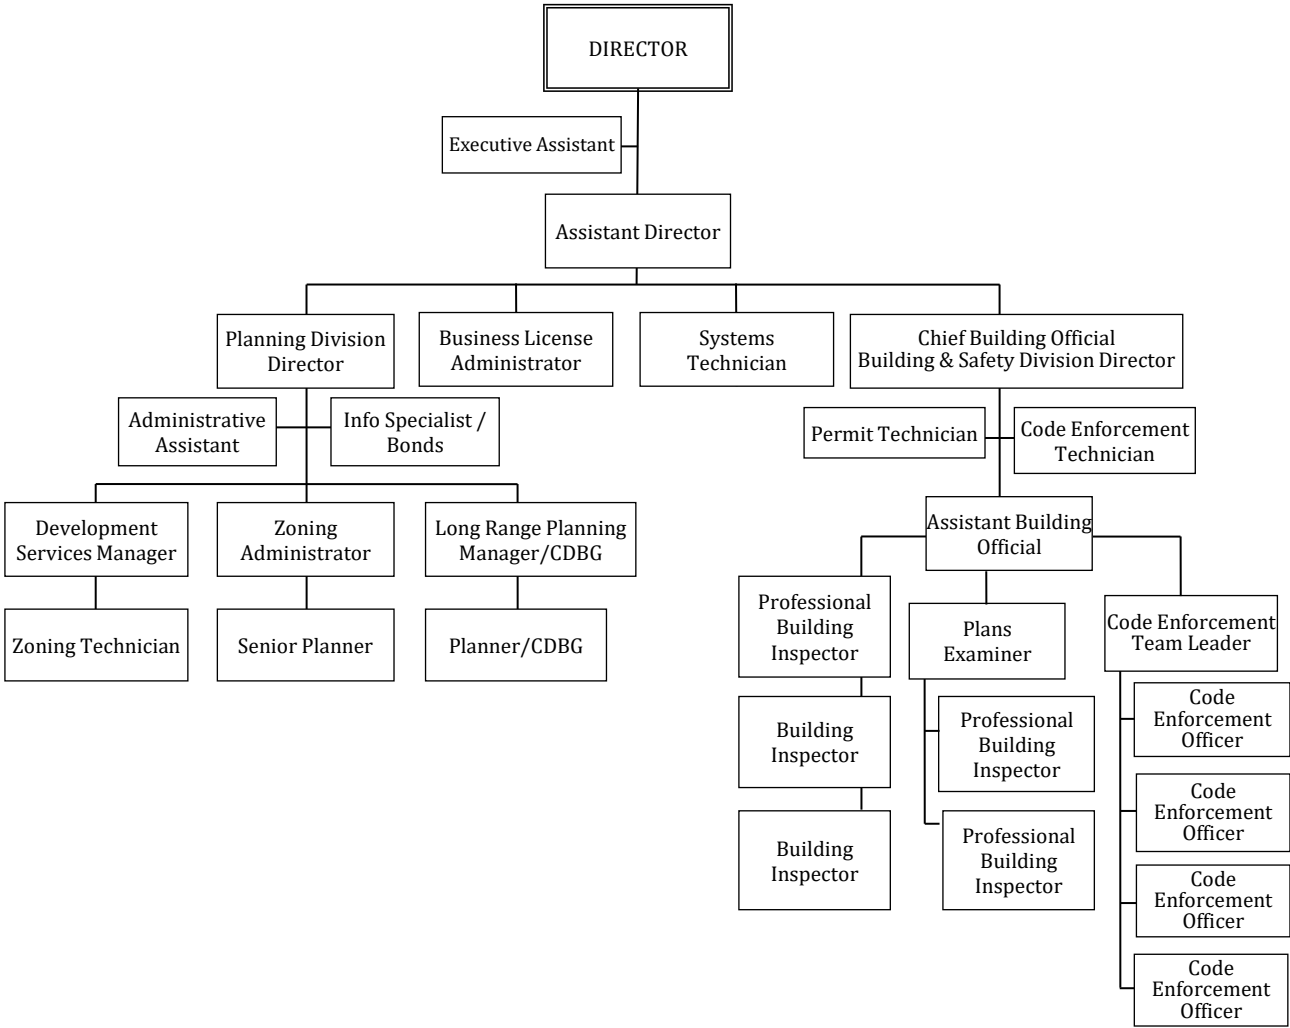 DIRECTOR
Executive Assistant
Assistant Director
Planning Division
Director
Business License
Administrator
Systems
Technician
Chief Building Official
Building & Safety Division Director
Administrative
Assistant
Info Specialist /
Bonds
Permit Technician
Code Enforcement
Technician
Development
Services Manager
Zoning
Administrator
Long Range Planning
Manager/CDBG
Assistant Building
Official
Zoning Technician
Senior Planner
Planner/CDBG
Professional
Building
Inspector
Plans
Examiner
Code Enforcement
Team Leader
Building
Inspector
Professional
Building
Inspector
Code
Enforcement
Officer
Building
Inspector
Professional
Building
Inspector
Code
Enforcement
Officer
Code
Enforcement
Officer
Code
Enforcement
Officer